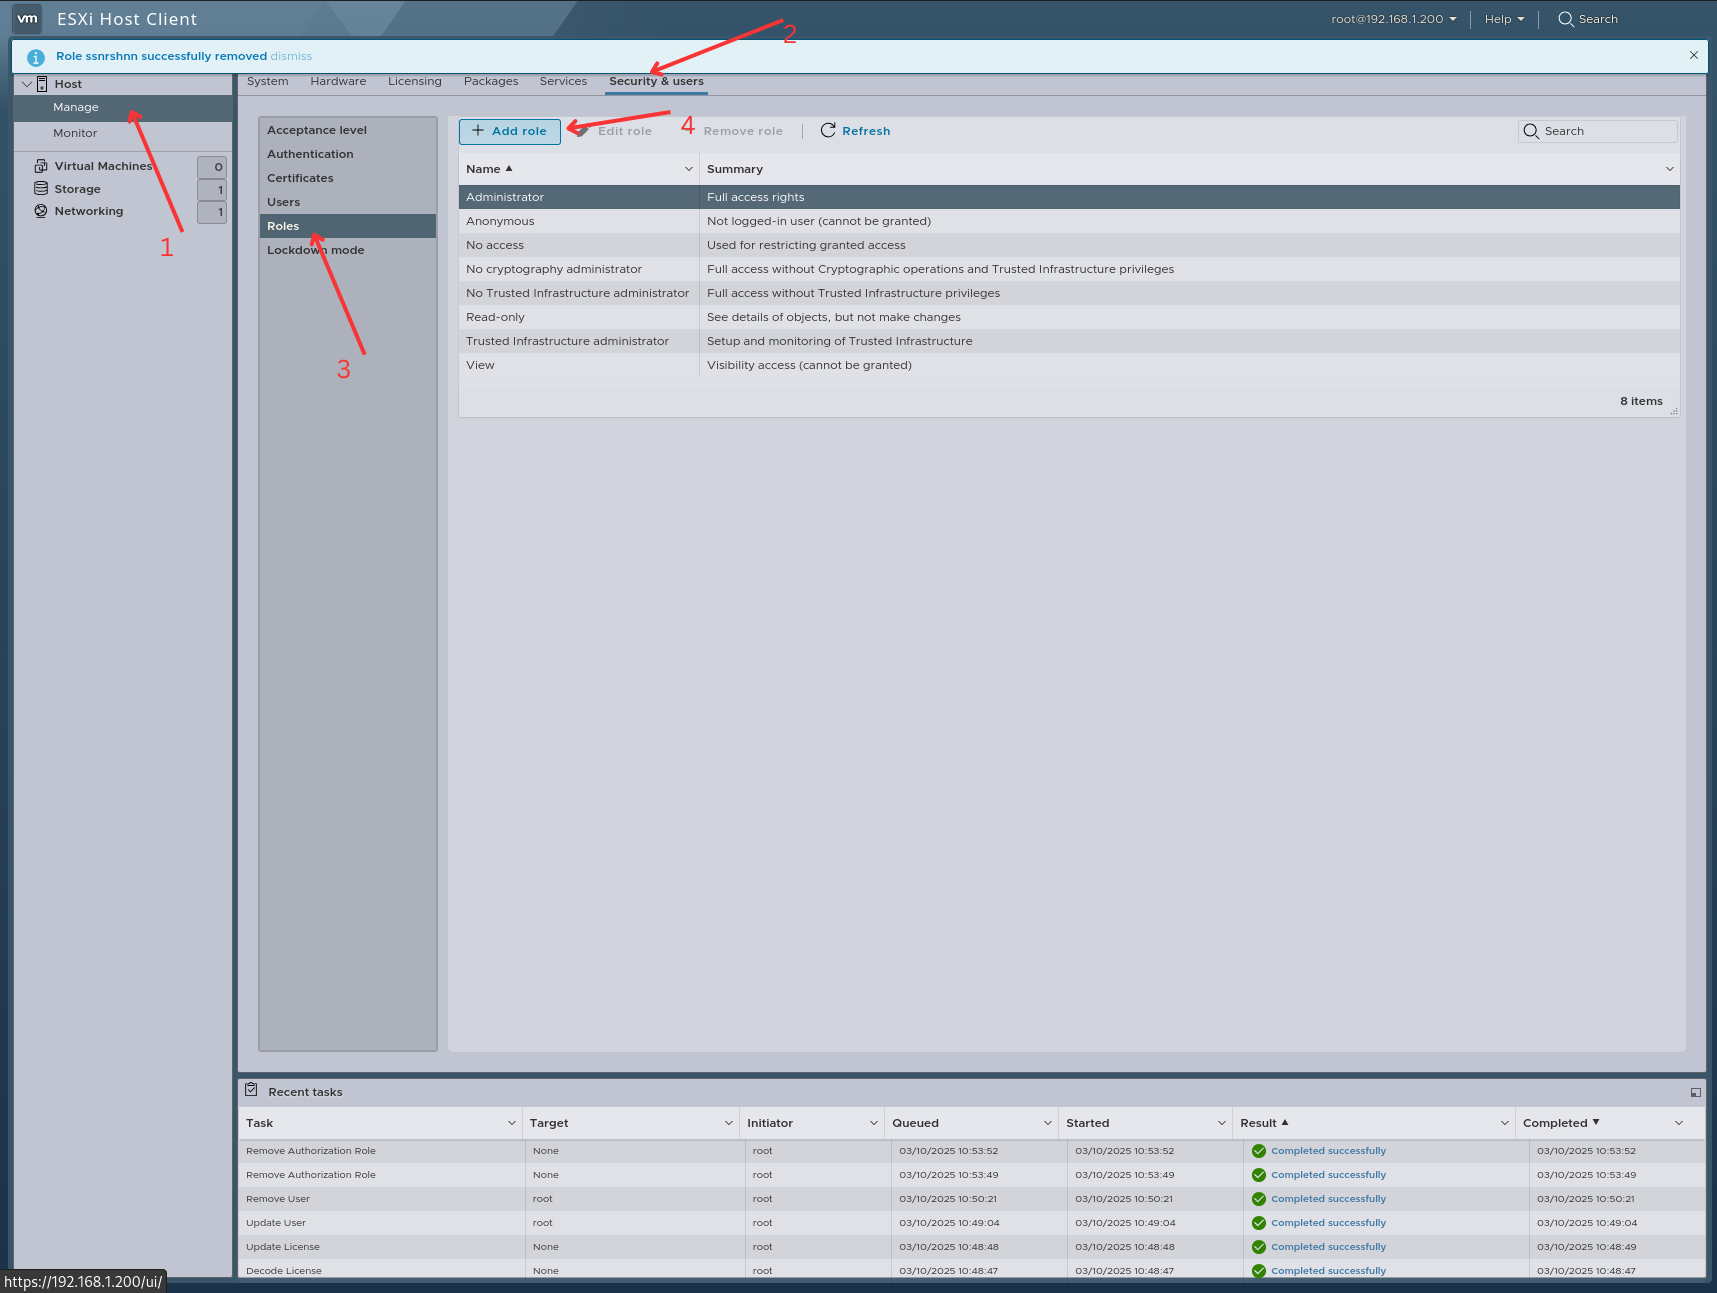 vm ESXi Host Client
root@192.168.1.200 Help Search
Role ssnrshnn successfully removed dismiss
2
Host
Manage
Monitor
Virtual Machines 0
Storage 1
Networking 1
1
System Hardware Licensing Packages Services Security & users
Acceptance level
Authentication
Certificates
Users
Roles
Lockdown mode
3
Add role Edit role Remove role Refresh Search
4
Name Summary
Administrator Full access rights
Anonymous Not logged-in user (cannot be granted)
No access Used for restricting granted access
No cryptography administrator Full access without Cryptographic operations and Trusted Infrastructure privileges
No Trusted Infrastructure administrator Full access without Trusted Infrastructure privileges
Read-only See details of objects, but not make changes
Trusted Infrastructure administrator Setup and monitoring of Trusted Infrastructure
View Visibility access (cannot be granted)
8 items
Recent tasks
Task Target Initiator Queued Started Result Completed
Remove Authorization Role None root 03/10/2025 10:53:52 03/10/2025 10:53:52 Completed successfully 03/10/2025 10:53:52
Remove Authorization Role None root 03/10/2025 10:53:49 03/10/2025 10:53:49 Completed successfully 03/10/2025 10:53:49
Remove User root root 03/10/2025 10:50:21 03/10/2025 10:50:21 Completed successfully 03/10/2025 10:50:21
Update User root root 03/10/2025 10:49:04 03/10/2025 10:49:04 Completed successfully 03/10/2025 10:49:04
Update License None root 03/10/2025 10:48:48 03/10/2025 10:48:48 Completed successfully 03/10/2025 10:48:49
Decode License None root 03/10/2025 10:48:47 03/10/2025 10:48:47 Completed successfully 03/10/2025 10:48:47
https://192.168.1.200/ui/